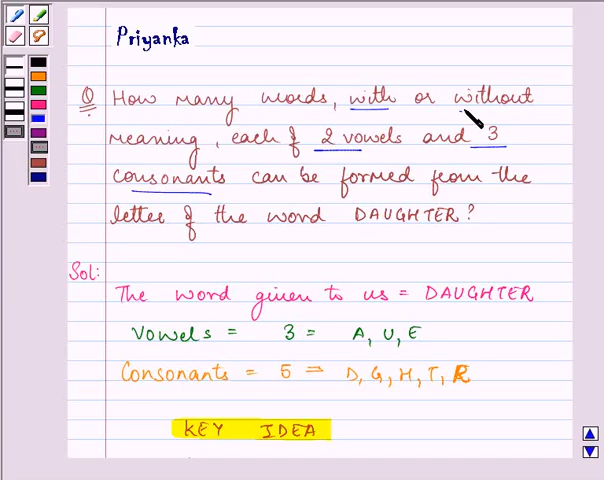 Priyanka
Q How many words, with or without
meaning, each of 2 vowels and 3
consonants can be formed from the
letter of the word DAUGHTER?
Sol:
The word given to us = DAUGHTER
Vowels = 3 = A, U, E
Consonants = 5 ⇒ D, G, H, T, R
KEY IDEA